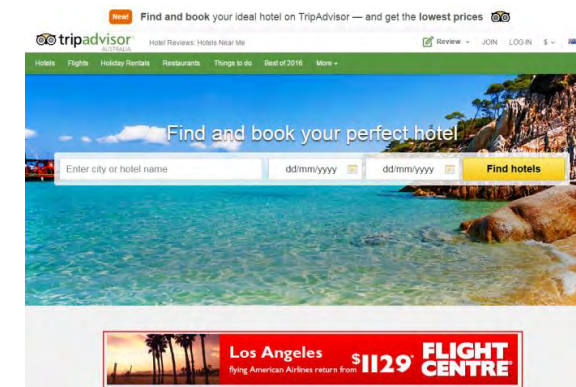 New! Find and book your ideal hotel on TripAdvisor — and get the lowest prices
tripadvisor
AUSTRALIA
Hotel Reviews: Hotels Near Me
Review
JOIN
LOG IN
$
Hotels Flights Holiday Rentals Restaurants Things to do Best of 2016 More
Find and book your perfect hotel
Enter city or hotel name dd/mm/yyyy dd/mm/yyyy Find hotels
Los Angeles
flying American Airlines return from
$1129*
FLIGHT
CENTRE